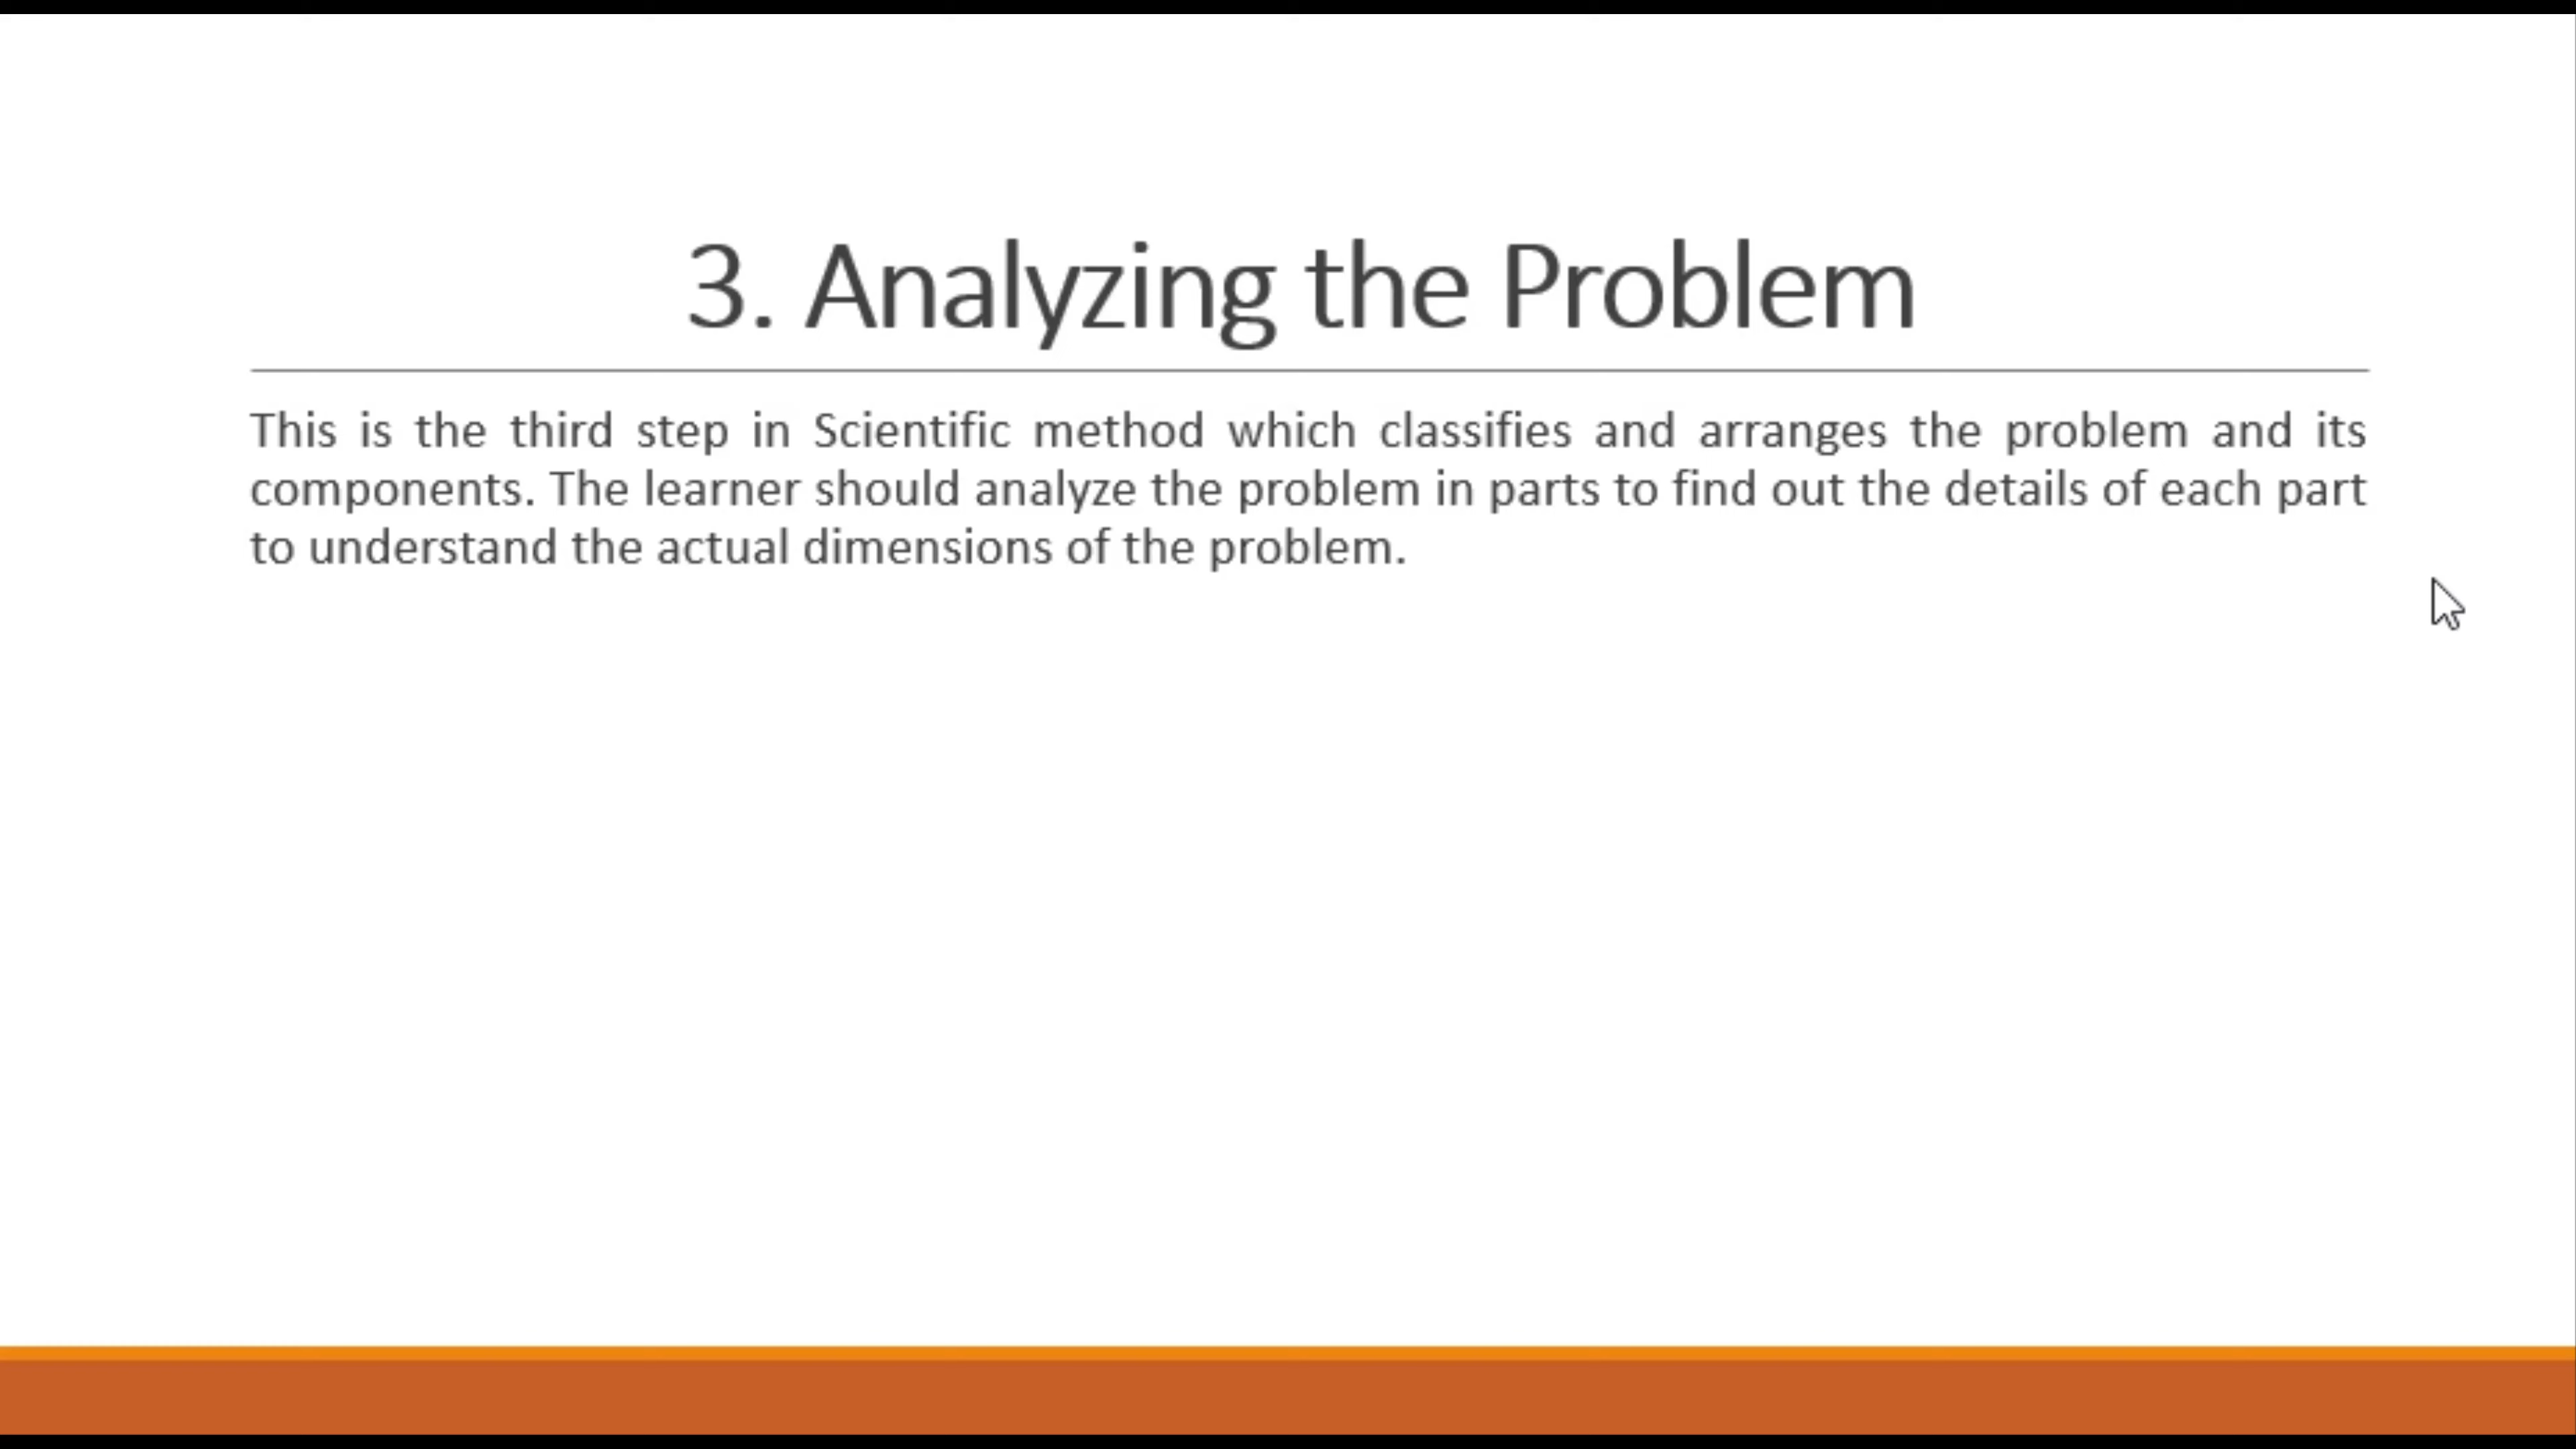 3. Analyzing the Problem
This is the third step in Scientific method which classifies and arranges the problem and its
components. The learner should analyze the problem in parts to find out the details of each part
to understand the actual dimensions of the problem.